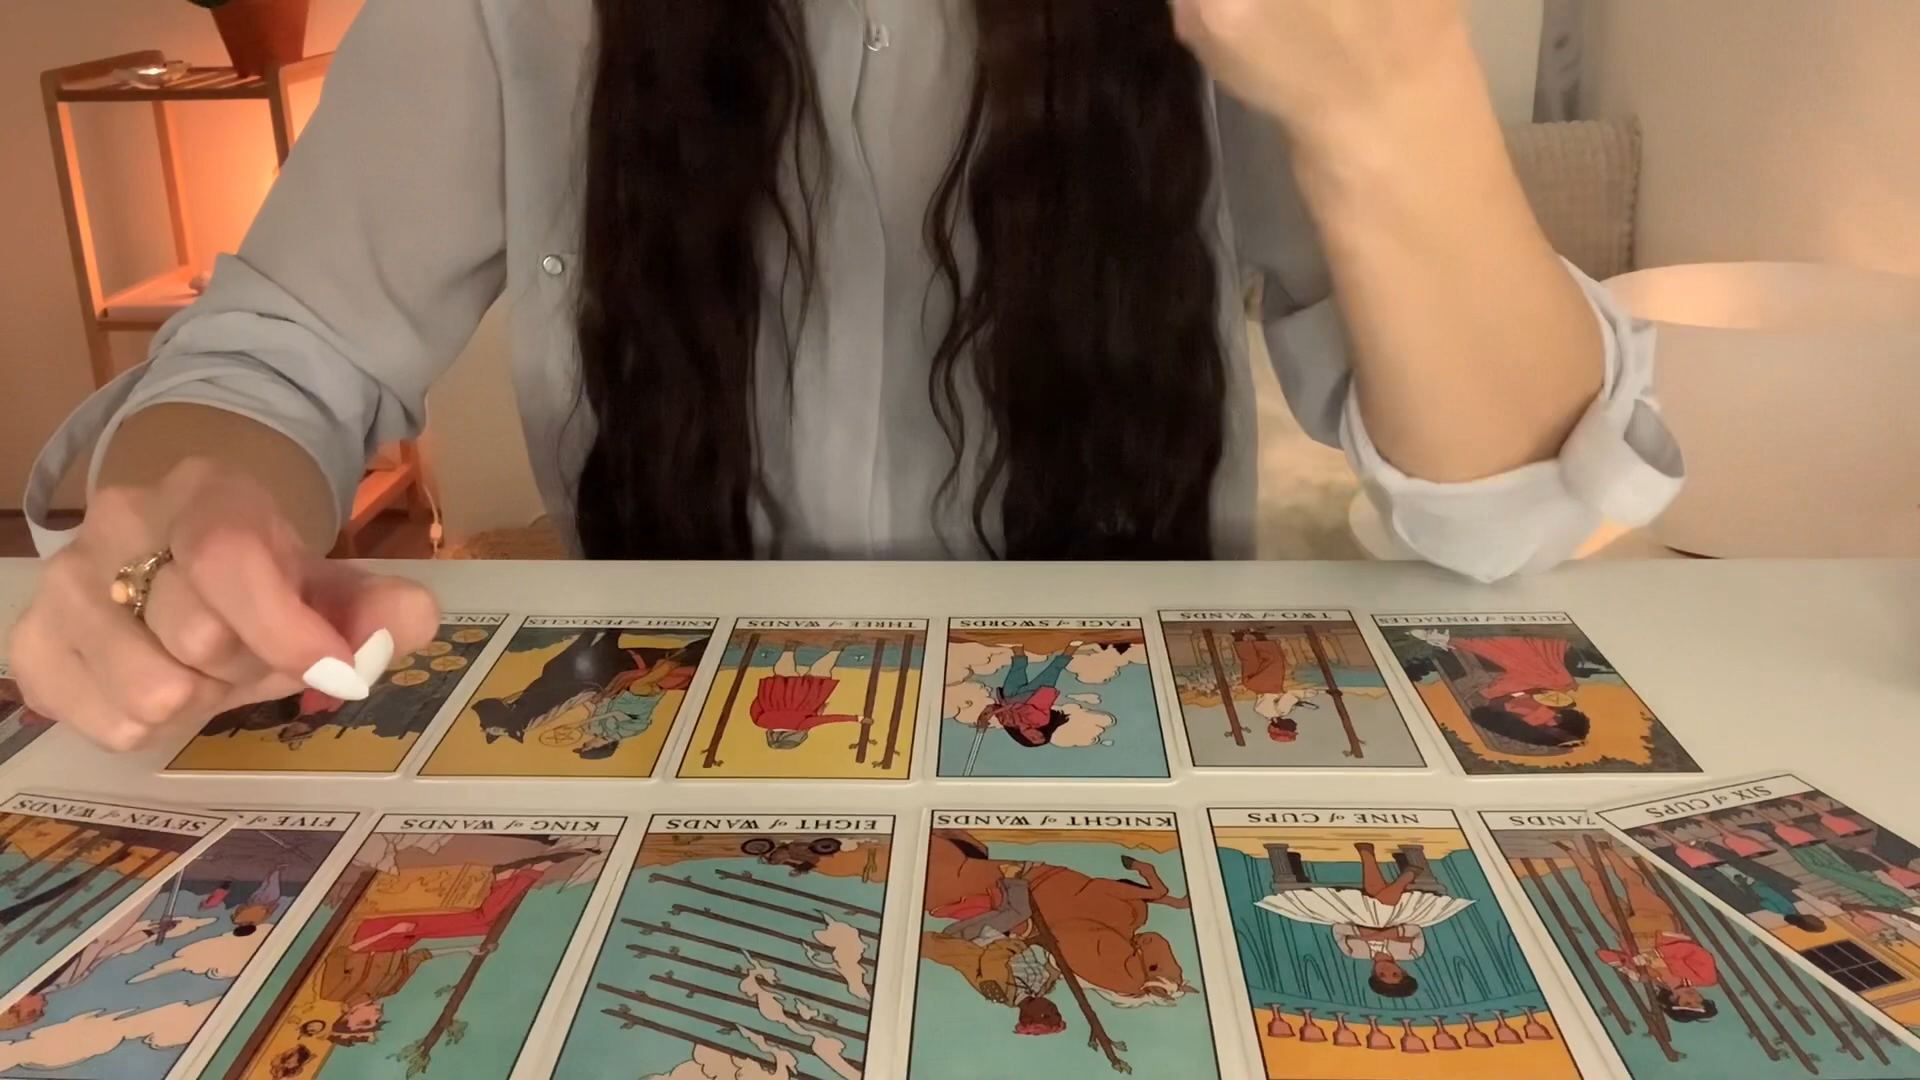 NINE
KNIGHT of PENTACLES
THREE of WANDS
PAGE of SWORDS
TWO of WANDS
QUEEN of PENTACLES
SEVEN of WANDS
FIVE of
KING of WANDS
EIGHT of WANDS
KNIGHT of WANDS
NINE of CUPS
WANDS
SIX of CUPS